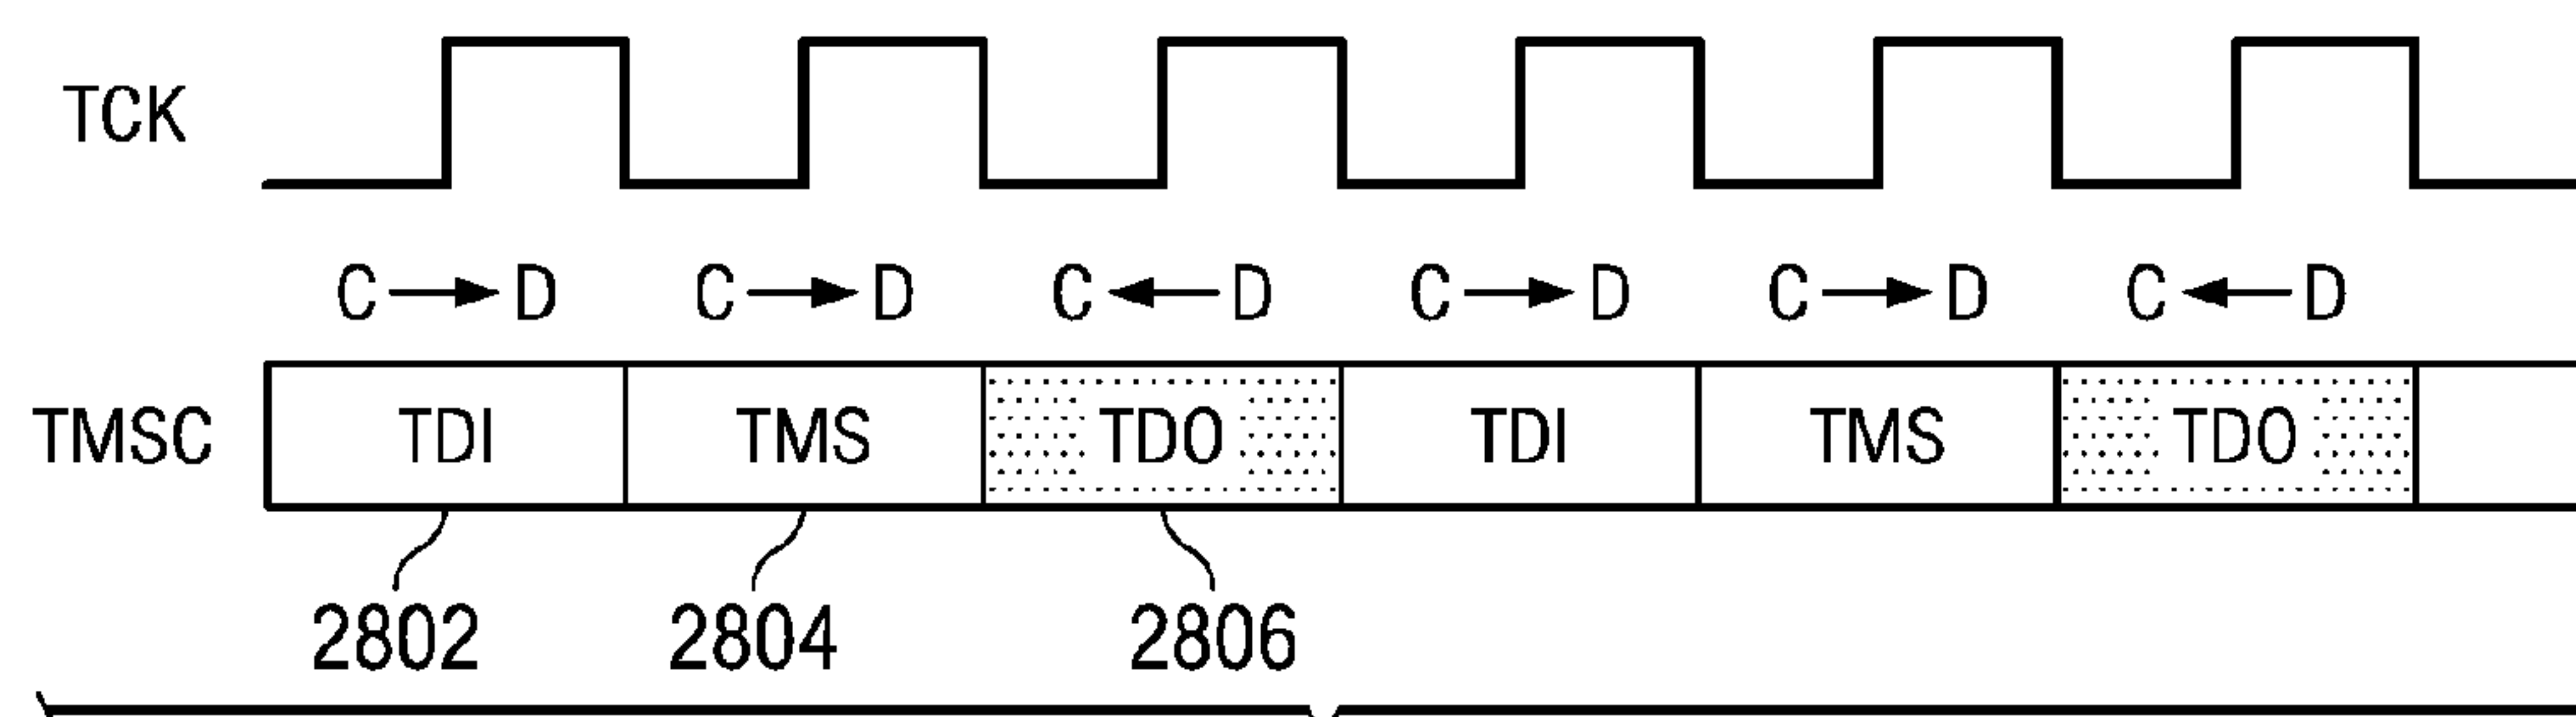 TCK
C → D C → D C ← D C → D C → D C ← D
TMSC TDI TMS TDO TDI TMS TDO
2802 2804 2806